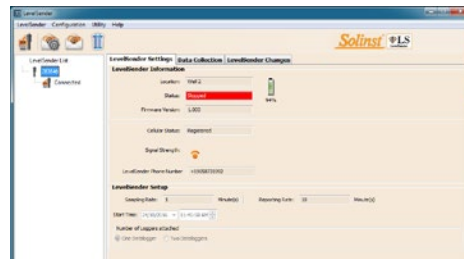 LevelSender
LevelSender Configuration Utility Help
Solinst LS
LevelSender List
Connected
LevelSender Settings Data Collection LevelSender Changes
LevelSender Information
Location: Well 2
Status: Stopped
Firmware Version: 1.000
Cellular Status: Registered
Signal Strength:
LevelSender Phone Number
LevelSender Setup
Sampling Rate: 1 Minute(s) Reporting Rate: 10 Minute(s)
Start Time:
Number of Loggers attached
One Datalogger Two Dataloggers